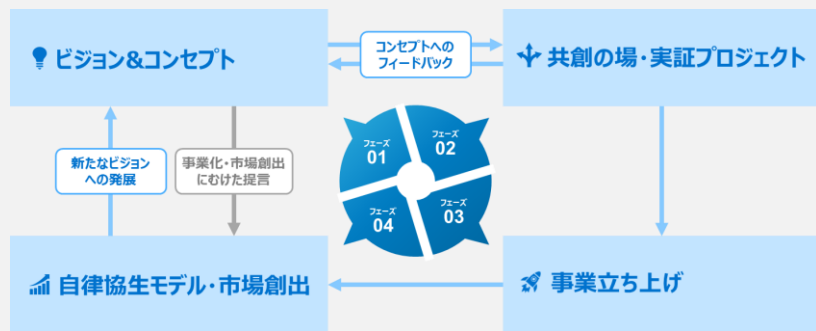 ビジョン&コンセプト
コンセプトへの
フィードバック
共創の場・実証プロジェクト
新たなビジョン
への発展
事業化・市場創出
にむけた提言
フェーズ
01
フェーズ
02
フェーズ
03
フェーズ
04
自律協生モデル・市場創出
事業立ち上げ